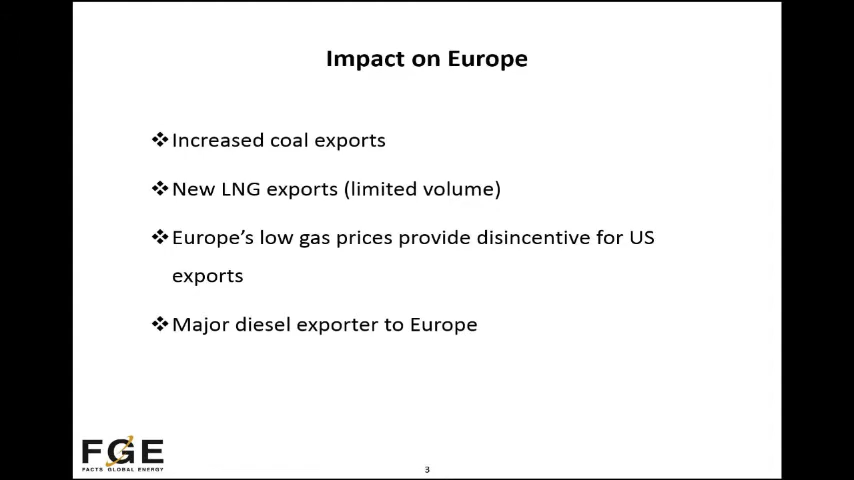 Impact on Europe
❖Increased coal exports
❖New LNG exports (limited volume)
❖Europe’s low gas prices provide disincentive for US
exports
❖Major diesel exporter to Europe
FGE
FACTS GLOBAL ENERGY
3